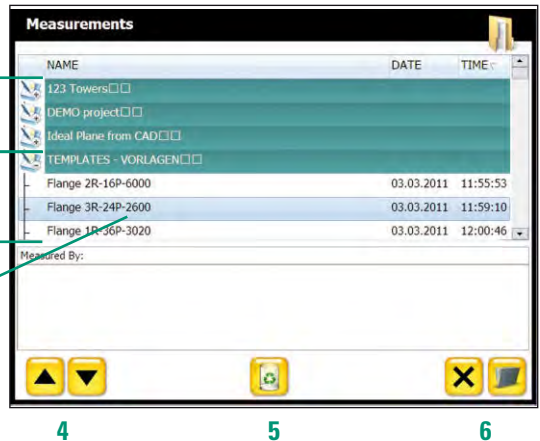 Measurements
NAME DATE TIME
123 Towers□□
DEMO project□□
Ideal Plane from CAD□□
TEMPLATES - VORLAGEN□□
Flange 2R-16P-6000 03.03.2011 11:55:53
Flange 3R-24P-2600 03.03.2011 11:59:10
Flange 1R-36P-3020 03.03.2011 12:00:46
Measured By:
4 5 6